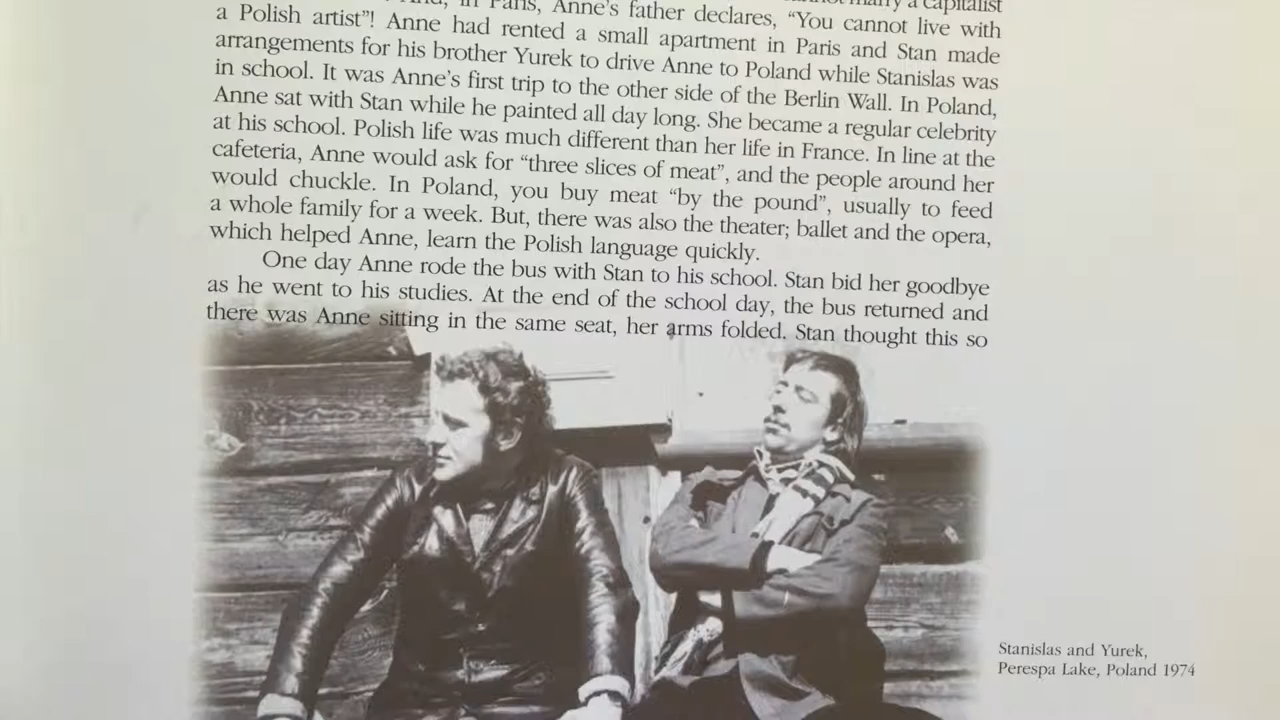 in Paris, Anne's father declares, "You cannot live with
a Polish artist"! Anne had rented a small apartment in Paris and Stan made
arrangements for his brother Yurek to drive Anne to Poland while Stanislas was
in school. It was Anne's first trip to the other side of the Berlin Wall. In Poland,
Anne sat with Stan while he painted all day long. She became a regular celebrity
at his school. Polish life was much different than her life in France. In line at the
cafeteria, Anne would ask for "three slices of meat", and the people around her
would chuckle. In Poland, you buy meat "by the pound", usually to feed
a whole family for a week. But, there was also the theater; ballet and the opera,
which helped Anne, learn the Polish language quickly.
One day Anne rode the bus with Stan to his school. Stan bid her goodbye
as he went to his studies. At the end of the school day, the bus returned and
there was Anne sitting in the same seat, her arms folded. Stan thought this so
Stanislas and Yurek,
Perespa Lake, Poland 1974